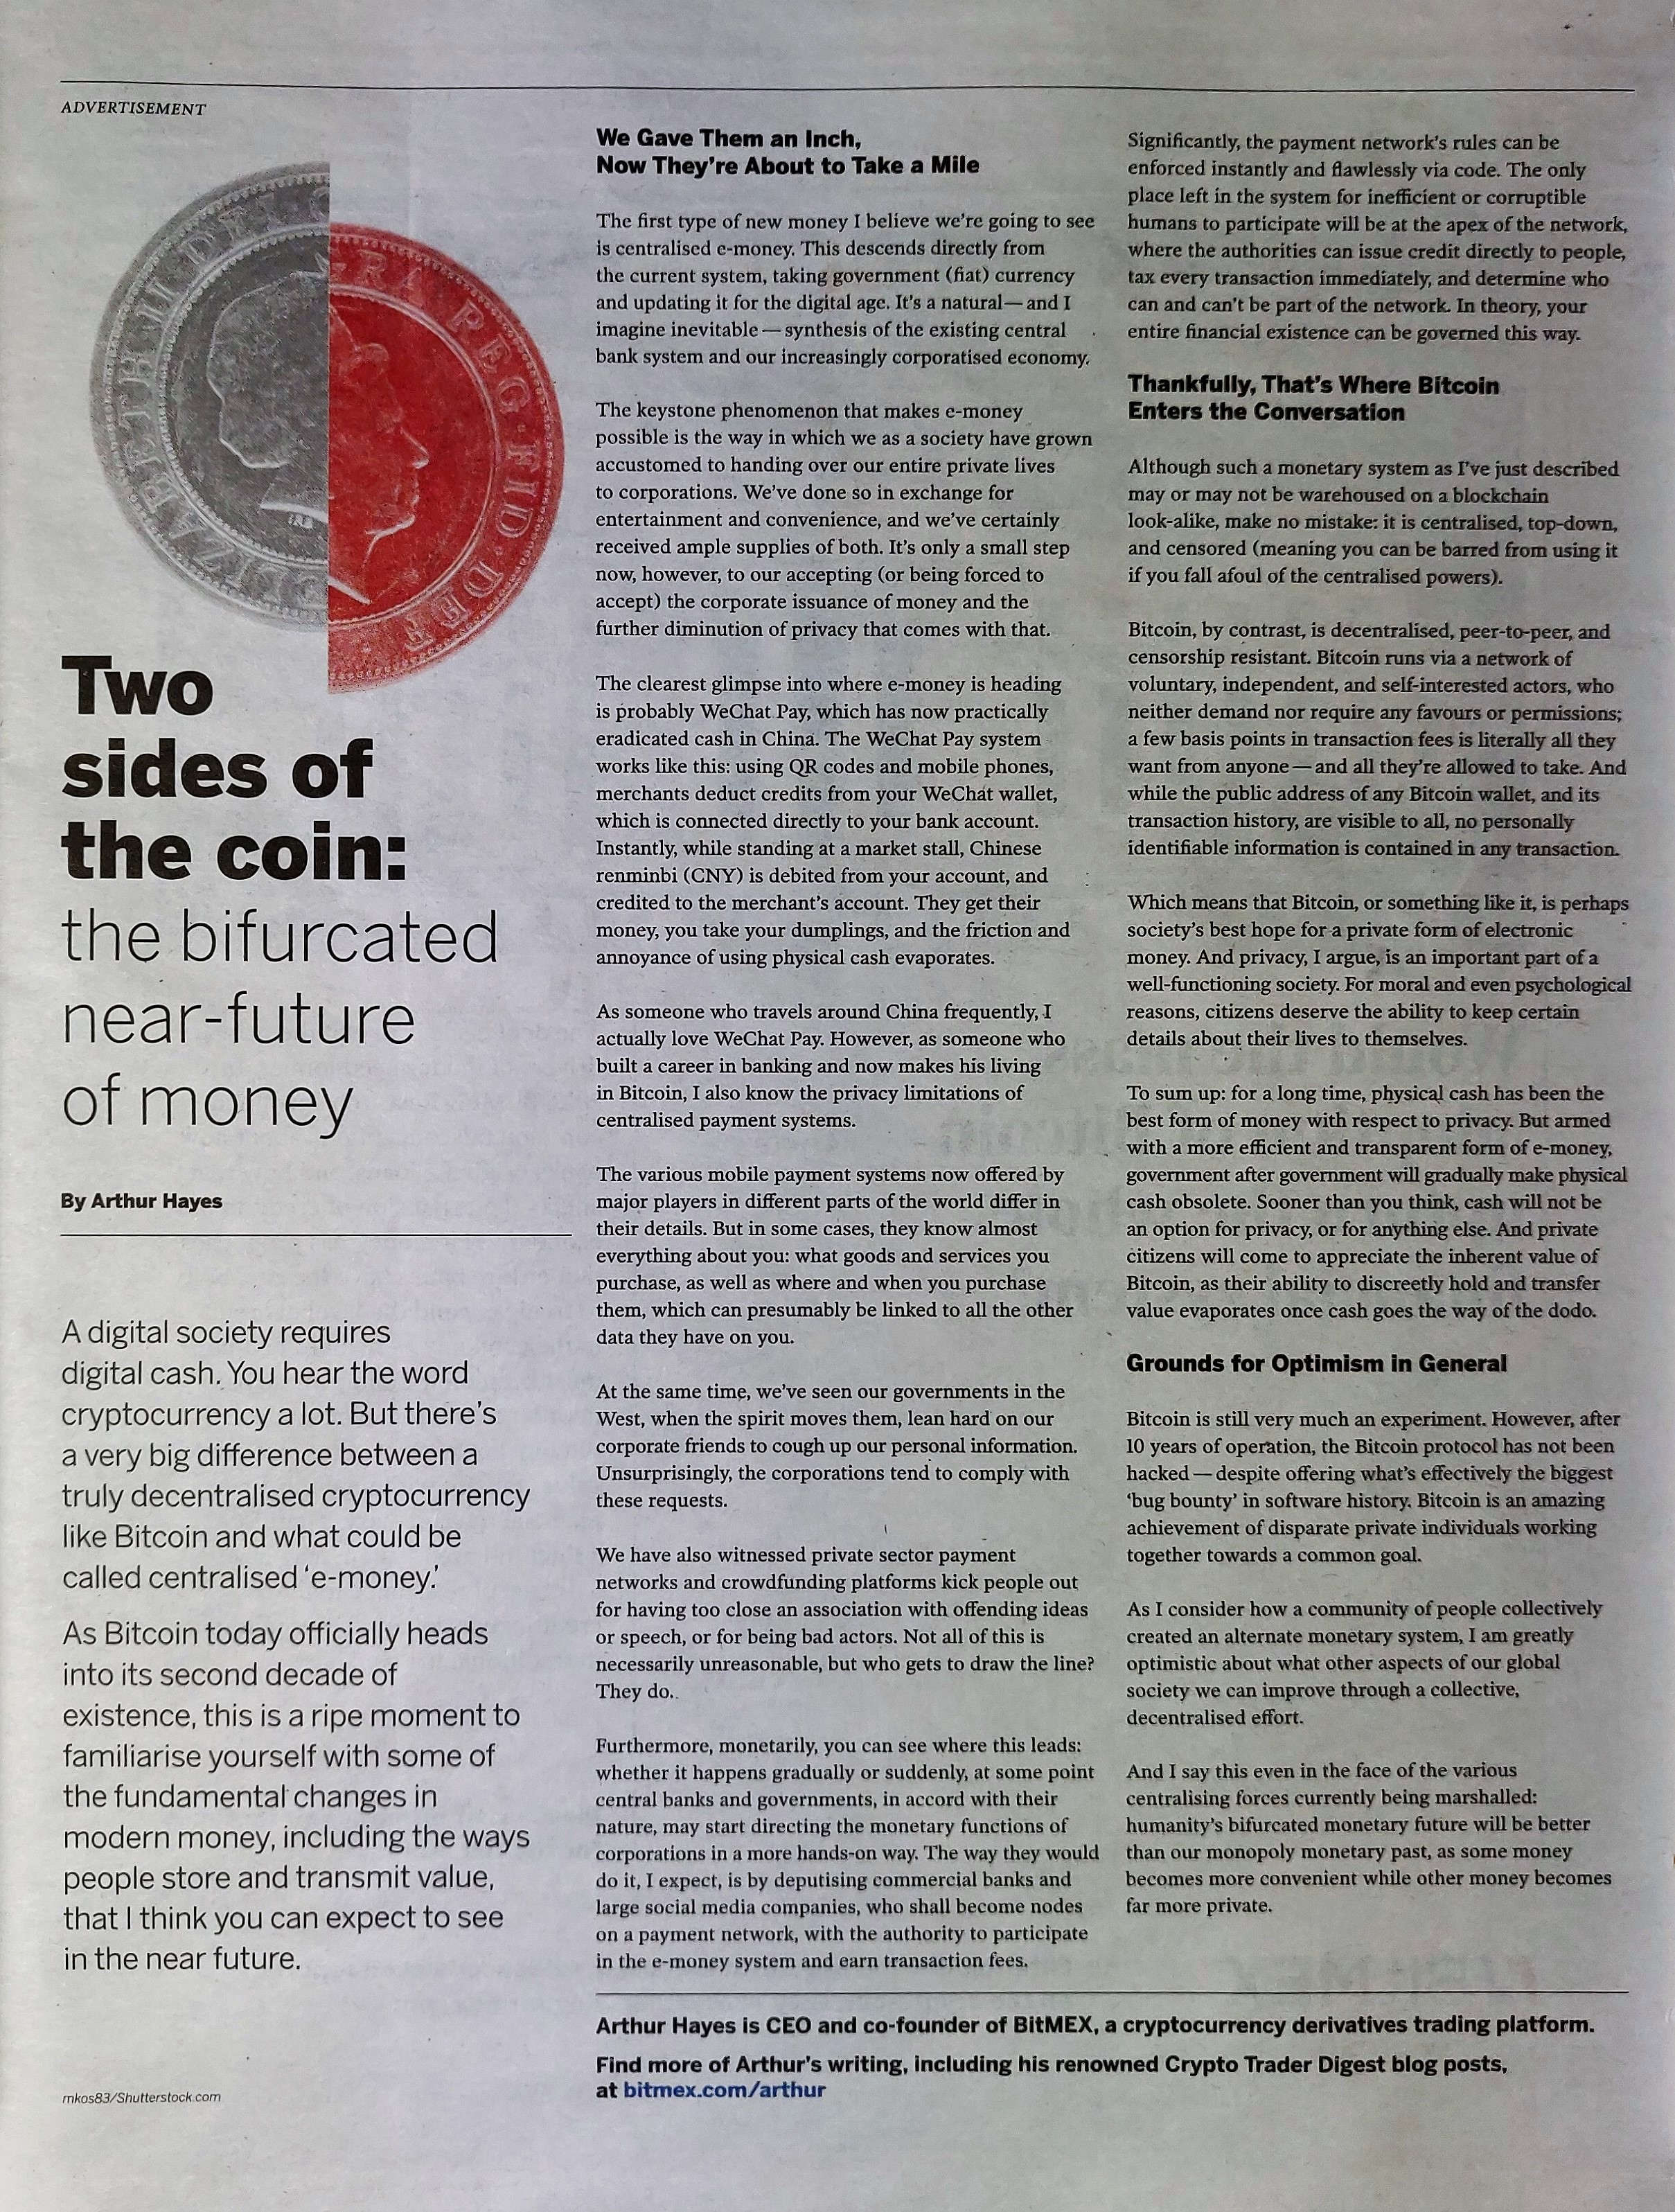 ADVERTISEMENT
Two
sides of
the coin:
the bifurcated
near-future
of money
By Arthur Hayes
A digital society requires
digital cash. You hear the word
cryptocurrency a lot. But there's
a very big difference between a
truly decentralised cryptocurrency
like Bitcoin and what could be
called centralised ‘e-money.’
As Bitcoin today officially heads
into its second decade of
existence, this is a ripe moment to
familiarise yourself with some of
the fundamental changes in
modern money, including the ways
people store and transmit value,
that I think you can expect to see
in the near future.
mkos83/Shutterstock.com
We Gave Them an Inch,
Now They're About to Take a Mile
The first type of new money I believe we're going to see
is centralised e-money. This descends directly from
the current system, taking government (fiat) currency
and updating it for the digital age. It's a natural—and I
imagine inevitable—synthesis of the existing central
bank system and our increasingly corporatised economy.
The keystone phenomenon that makes e-money
possible is the way in which we as a society have grown
accustomed to handing over our entire private lives
to corporations. We've done so in exchange for
entertainment and convenience, and we've certainly
received ample supplies of both. It's only a small step
now, however, to our accepting (or being forced to
accept) the corporate issuance of money and the
further diminution of privacy that comes with that.
The clearest glimpse into where e-money is heading
is probably WeChat Pay, which has now practically
eradicated cash in China. The WeChat Pay system
works like this: using QR codes and mobile phones,
merchants deduct credits from your WeChat wallet,
which is connected directly to your bank account.
Instantly, while standing at a market stall, Chinese
renminbi (CNY) is debited from your account, and
credited to the merchant's account. They get their
money, you take your dumplings, and the friction and
annoyance of using physical cash evaporates.
As someone who travels around China frequently, I
actually love WeChat Pay. However, as someone who
built a career in banking and now makes his living
in Bitcoin, I also know the privacy limitations of
centralised payment systems.
The various mobile payment systems now offered by
major players in different parts of the world differ in
their details. But in some cases, they know almost
everything about you: what goods and services you
purchase, as well as where and when you purchase
them, which can presumably be linked to all the other
data they have on you.
At the same time, we've seen our governments in the
West, when the spirit moves them, lean hard on our
corporate friends to cough up our personal information.
Unsurprisingly, the corporations tend to comply with
these requests.
We have also witnessed private sector payment
networks and crowdfunding platforms kick people out
for having too close an association with offending ideas
or speech, or for being bad actors. Not all of this is
necessarily unreasonable, but who gets to draw the line?
They do.
Furthermore, monetarily, you can see where this leads:
whether it happens gradually or suddenly, at some point
central banks and governments, in accord with their
nature, may start directing the monetary functions of
corporations in a more hands-on way. The way they would
do it, I expect, is by deputising commercial banks and
large social media companies, who shall become nodes
on a payment network, with the authority to participate
in the e-money system and earn transaction fees.
Significantly, the payment network's rules can be
enforced instantly and flawlessly via code. The only
place left in the system for inefficient or corruptible
humans to participate will be at the apex of the network,
where the authorities can issue credit directly to people,
tax every transaction immediately, and determine who
can and can't be part of the network. In theory, your
entire financial existence can be governed this way.
Thankfully, That's Where Bitcoin
Enters the Conversation
Although such a monetary system as I've just described
may or may not be warehoused on a blockchain
look-alike, make no mistake: it is centralised, top-down,
and censored (meaning you can be barred from using it
if you fall afoul of the centralised powers).
Bitcoin, by contrast, is decentralised, peer-to-peer, and
censorship resistant. Bitcoin runs via a network of
voluntary, independent, and self-interested actors, who
neither demand nor require any favours or permissions;
a few basis points in transaction fees is literally all they
want from anyone—and all they're allowed to take. And
while the public address of any Bitcoin wallet, and its
transaction history, are visible to all, no personally
identifiable information is contained in any transaction.
Which means that Bitcoin, or something like it, is perhaps
society's best hope for a private form of electronic
money. And privacy, I argue, is an important part of a
well-functioning society. For moral and even psychological
reasons, citizens deserve the ability to keep certain
details about their lives to themselves.
To sum up: for a long time, physical cash has been the
best form of money with respect to privacy. But armed
with a more efficient and transparent form of e-money,
government after government will gradually make physical
cash obsolete. Sooner than you think, cash will not be
an option for privacy, or for anything else. And private
citizens will come to appreciate the inherent value of
Bitcoin, as their ability to discreetly hold and transfer
value evaporates once cash goes the way of the dodo.
Grounds for Optimism in General
Bitcoin is still very much an experiment. However, after
10 years of operation, the Bitcoin protocol has not been
hacked—despite offering what's effectively the biggest
‘bug bounty’ in software history. Bitcoin is an amazing
achievement of disparate private individuals working
together towards a common goal.
As I consider how a community of people collectively
created an alternate monetary system, I am greatly
optimistic about what other aspects of our global
society we can improve through a collective,
decentralised effort.
And I say this even in the face of the various
centralising forces currently being marshalled:
humanity's bifurcated monetary future will be better
than our monopoly monetary past, as some money
becomes more convenient while other money becomes
far more private.
Arthur Hayes is CEO and co-founder of BitMEX, a cryptocurrency derivatives trading platform.
Find more of Arthur's writing, including his renowned Crypto Trader Digest blog posts,
at bitmex.com/arthur